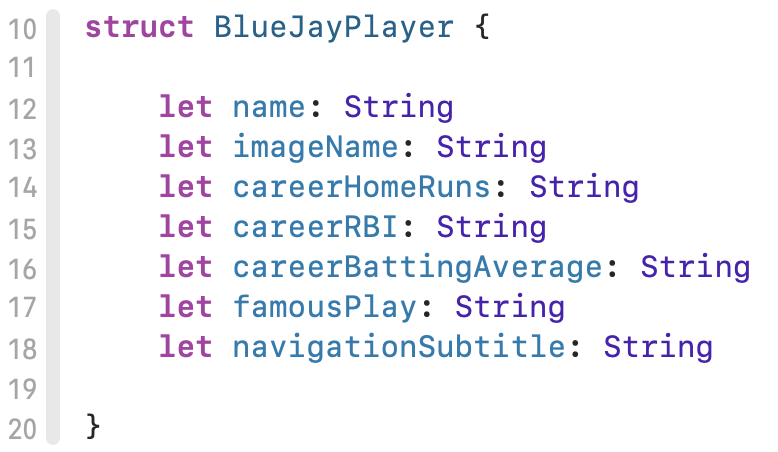 10 struct BlueJayPlayer {
11
12     let name: String
13     let imageName: String
14     let careerHomeRuns: String
15     let careerRBI: String
16     let careerBattingAverage: String
17     let famousPlay: String
18     let navigationSubtitle: String
19
20 }